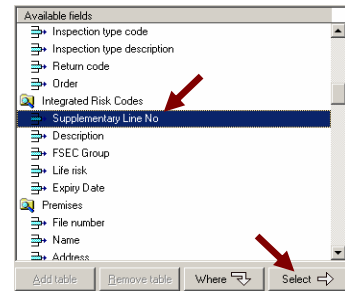 Available fields
Inspection type code
Inspection type description
Return code
Order
Integrated Risk Codes
Supplementary Line No
Description
FSEC Group
Life risk
Expiry Date
Premises
File number
Name
Address
Add table Remove table Where Select